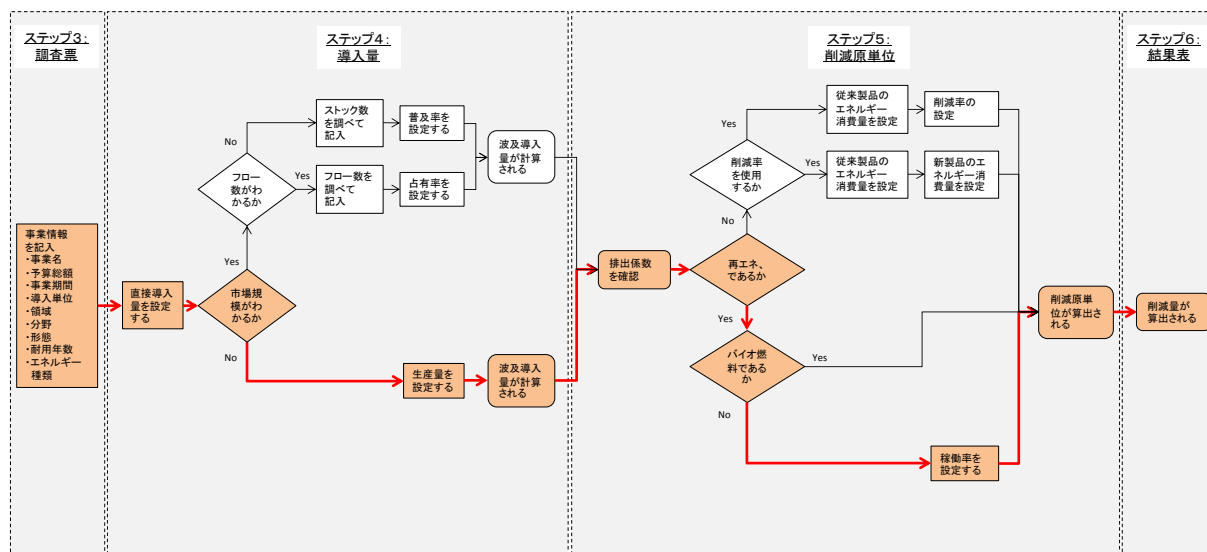 ステップ3:
調査票
事業情報
を記入
・事業名
・予算総額
・事業期間
・導入単位
・領域
・分野
・形態
・耐用年数
・エネルギー
種類
ステップ4:
導入量
直接導入
量を設定
する
市場規
模がわ
かるか
Yes
No
フロー
数がわ
かるか
No
Yes
ストック数
を調べて
記入
普及率を
設定する
フロー数を
調べて
記入
占有率を
設定する
波及導入
量が計算
される
生産量を
設定する
波及導入
量が計算
される
ステップ5:
削減原単位
排出係数
を確認
再エネ、
であるか
No
Yes
削減率
を使用
するか
Yes
Yes
従来製品の
エネルギー
消費量を設定
削減率の
設定
従来製品の
エネルギー
消費量を設定
新製品のエ
ネルギー消
費量を設定
バイオ燃
料である
か
Yes
No
稼働率を
設定する
削減原単
位が算出さ
れる
ステップ6:
結果表
削減量が
算出される